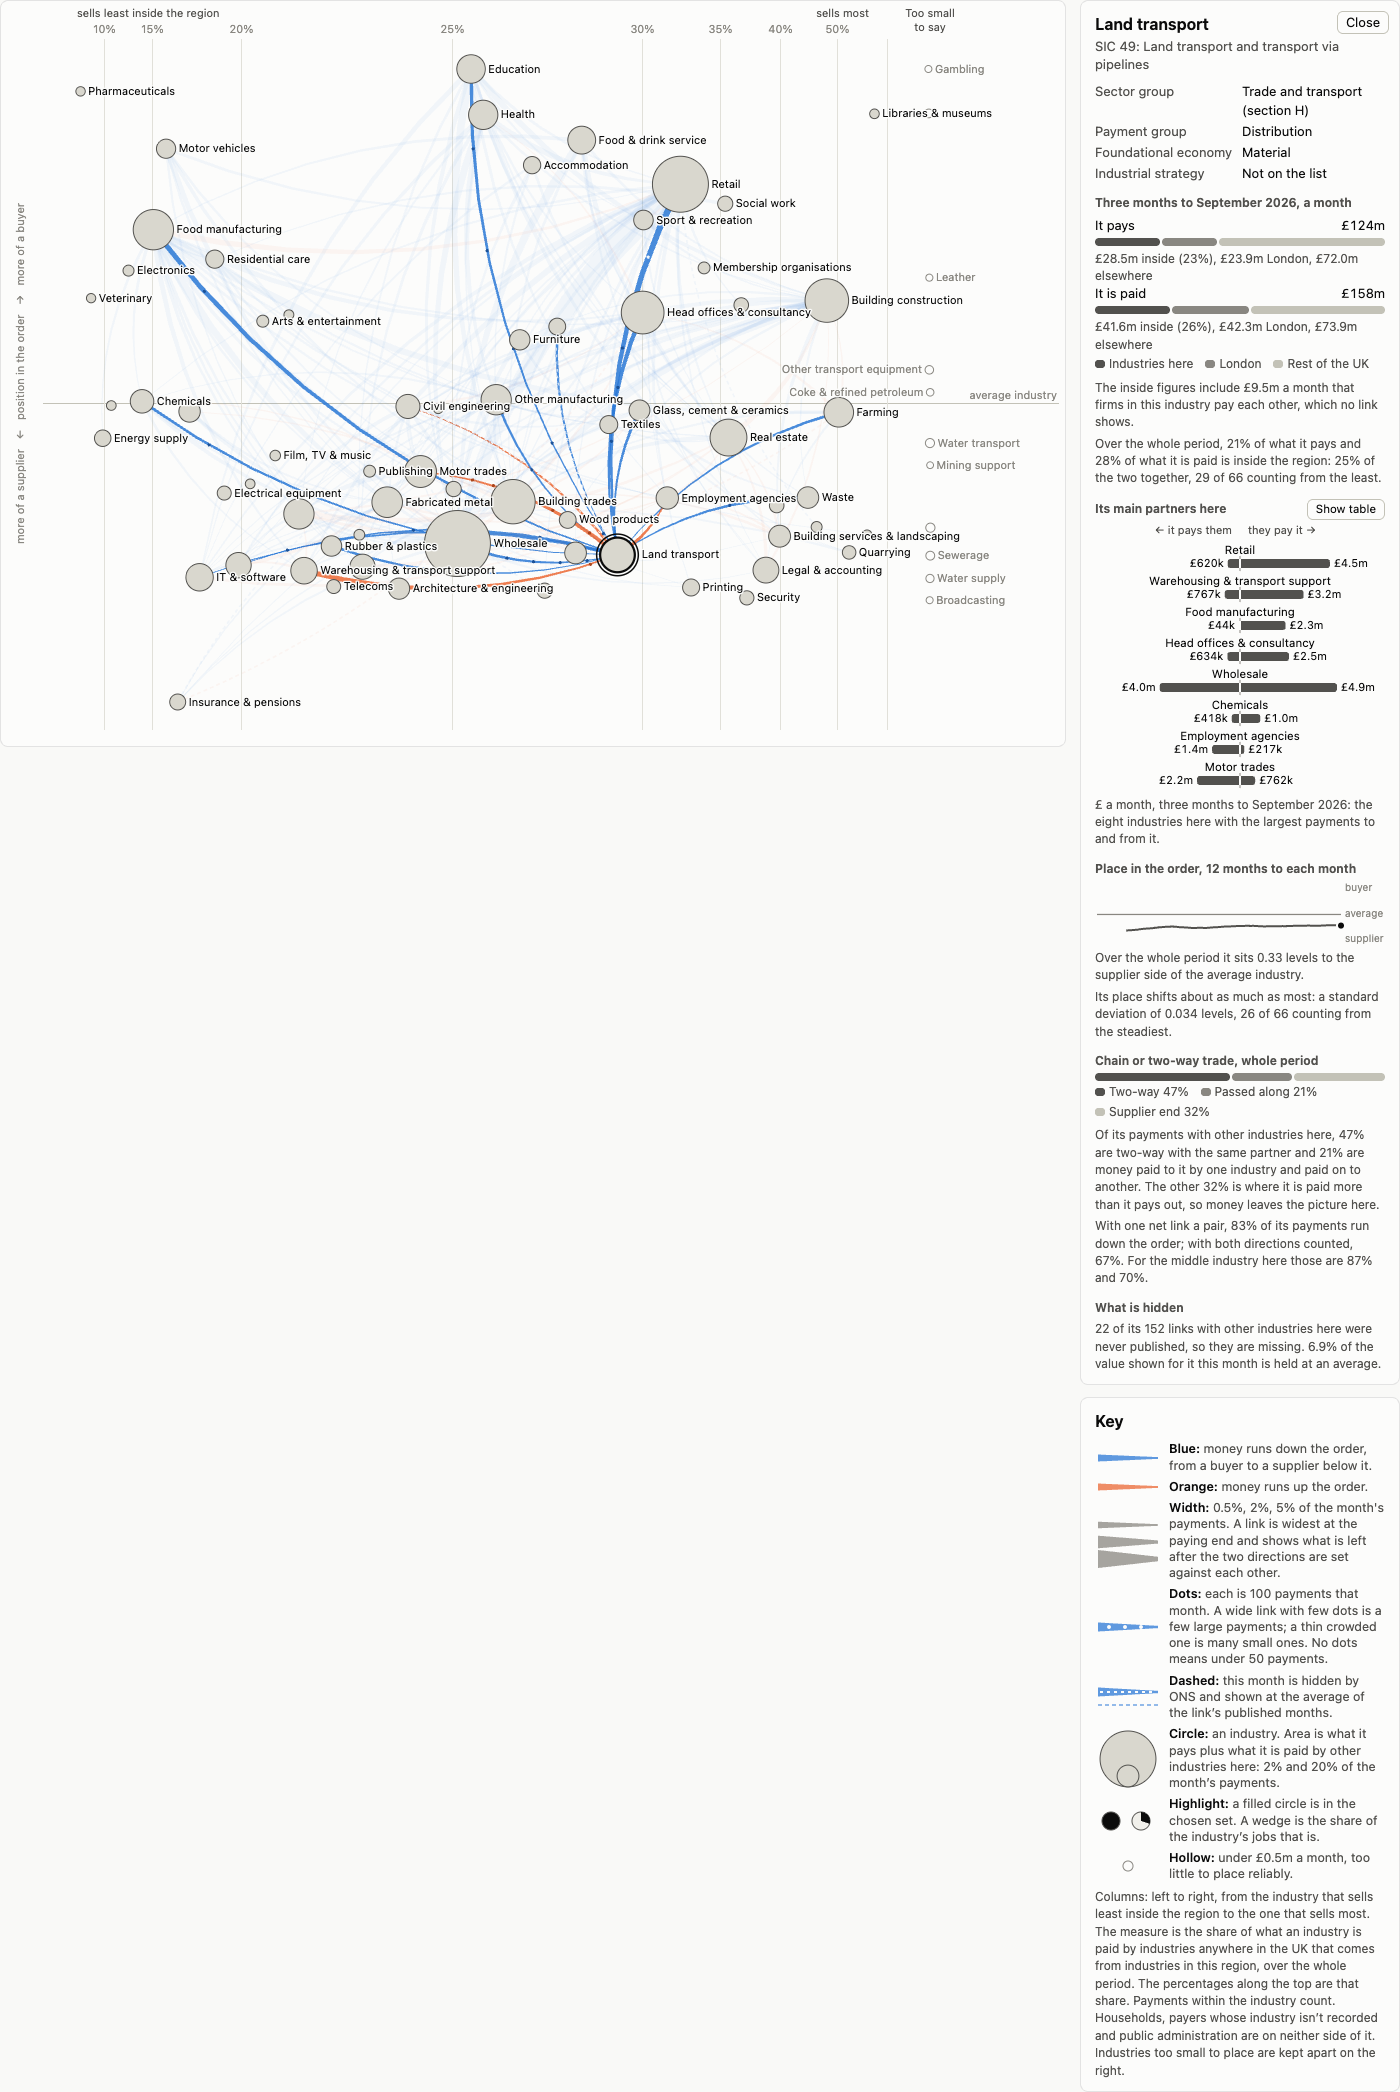 sells least inside the region
sells most
Too small
to say
10%
15%
20%
25%
30%
35%
40%
50%
more of a supplier ← position in the order → more of a buyer
Education
Gambling
Pharmaceuticals
Health
Libraries & museums
Food & drink service
Motor vehicles
Accommodation
Retail
Social work
Sport & recreation
Food manufacturing
Residential care
Electronics
Membership organisations
Leather
Veterinary
Building construction
Head offices & consultancy
Arts & entertainment
Furniture
Other transport equipment
Coke & refined petroleum
average industry
Chemicals
Other manufacturing
Civil engineering
Glass, cement & ceramics
Farming
Textiles
Energy supply
Real estate
Water transport
Film, TV & music
Publishing
Motor trades
Mining support
Electrical equipment
Fabricated metal
Building trades
Employment agencies
Waste
Wood products
Wholesale
Building services & landscaping
Rubber & plastics
Land transport
Quarrying
Sewerage
IT & software
Warehousing & transport support
Legal & accounting
Water supply
Telecoms
Architecture & engineering
Printing
Security
Broadcasting
Insurance & pensions
Land transport
Close
SIC 49: Land transport and transport via
pipelines
Sector group Trade and transport
(section H)
Payment group Distribution
Foundational economy Material
Industrial strategy Not on the list
Three months to September 2026, a month
It pays £124m
£28.5m inside (23%), £23.9m London, £72.0m
elsewhere
It is paid £158m
£41.6m inside (26%), £42.3m London, £73.9m
elsewhere
Industries here London Rest of the UK
The inside figures include £9.5m a month that
firms in this industry pay each other, which no link
shows.
Over the whole period, 21% of what it pays and
28% of what it is paid is inside the region: 25% of
the two together, 29 of 66 counting from the least.
Its main partners here
Show table
← it pays them they pay it →
Retail
£620k £4.5m
Warehousing & transport support
£767k £3.2m
Food manufacturing
£44k £2.3m
Head offices & consultancy
£634k £2.5m
Wholesale
£4.0m £4.9m
Chemicals
£418k £1.0m
Employment agencies
£1.4m £217k
Motor trades
£2.2m £762k
£ a month, three months to September 2026: the
eight industries here with the largest payments to
and from it.
Place in the order, 12 months to each month
buyer
average
supplier
Over the whole period it sits 0.33 levels to the
supplier side of the average industry.
Its place shifts about as much as most: a standard
deviation of 0.034 levels, 26 of 66 counting from
the steadiest.
Chain or two-way trade, whole period
Two-way 47% Passed along 21%
Supplier end 32%
Of its payments with other industries here, 47%
are two-way with the same partner and 21% are
money paid to it by one industry and paid on to
another. The other 32% is where it is paid more
than it pays out, so money leaves the picture here.
With one net link a pair, 83% of its payments run
down the order; with both directions counted,
67%. For the middle industry here those are 87%
and 70%.
What is hidden
22 of its 152 links with other industries here were
never published, so they are missing. 6.9% of the
value shown for it this month is held at an average.
Key
Blue: money runs down the order,
from a buyer to a supplier below it.
Orange: money runs up the order.
Width: 0.5%, 2%, 5% of the month's
payments. A link is widest at the
paying end and shows what is left
after the two directions are set
against each other.
Dots: each is 100 payments that
month. A wide link with few dots is a
few large payments; a thin crowded
one is many small ones. No dots
means under 50 payments.
Dashed: this month is hidden by
ONS and shown at the average of
the link's published months.
Circle: an industry. Area is what it
pays plus what it is paid by other
industries here: 2% and 20% of the
month's payments.
Highlight: a filled circle is in the
chosen set. A wedge is the share of
the industry's jobs that is.
Hollow: under £0.5m a month, too
little to place reliably.
Columns: left to right, from the industry that sells
least inside the region to the one that sells most.
The measure is the share of what an industry is
paid by industries anywhere in the UK that comes
from industries in this region, over the whole
period. The percentages along the top are that
share. Payments within the industry count.
Households, payers whose industry isn't recorded
and public administration are on neither side of it.
Industries too small to place are kept apart on the
right.